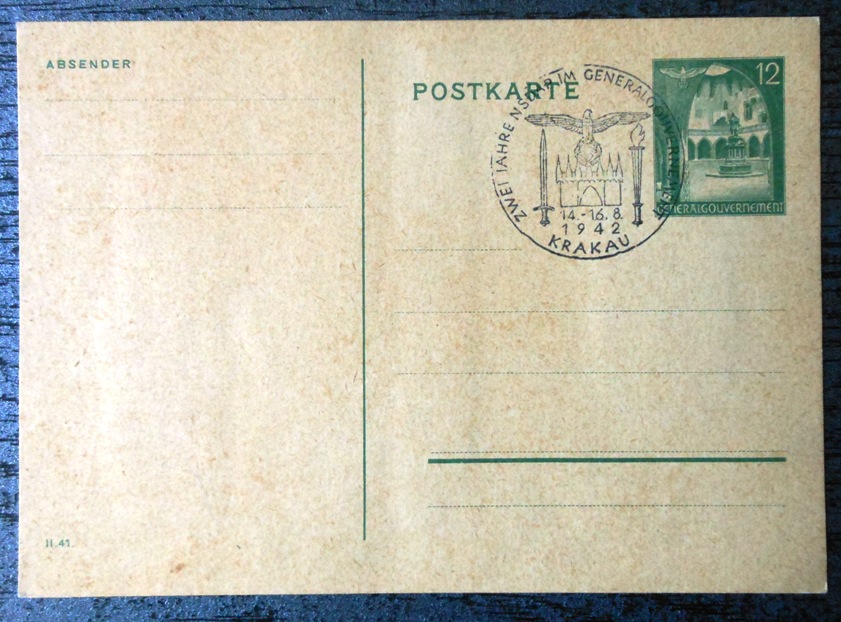 ABSENDER
POSTKARTE
12
ZWEI JAHRE NSDAP IM GENERALGOUVERNEMENT
14.-16.8.
1942
KRAKAU
GENERALGOUVERNEMENT
II.41.